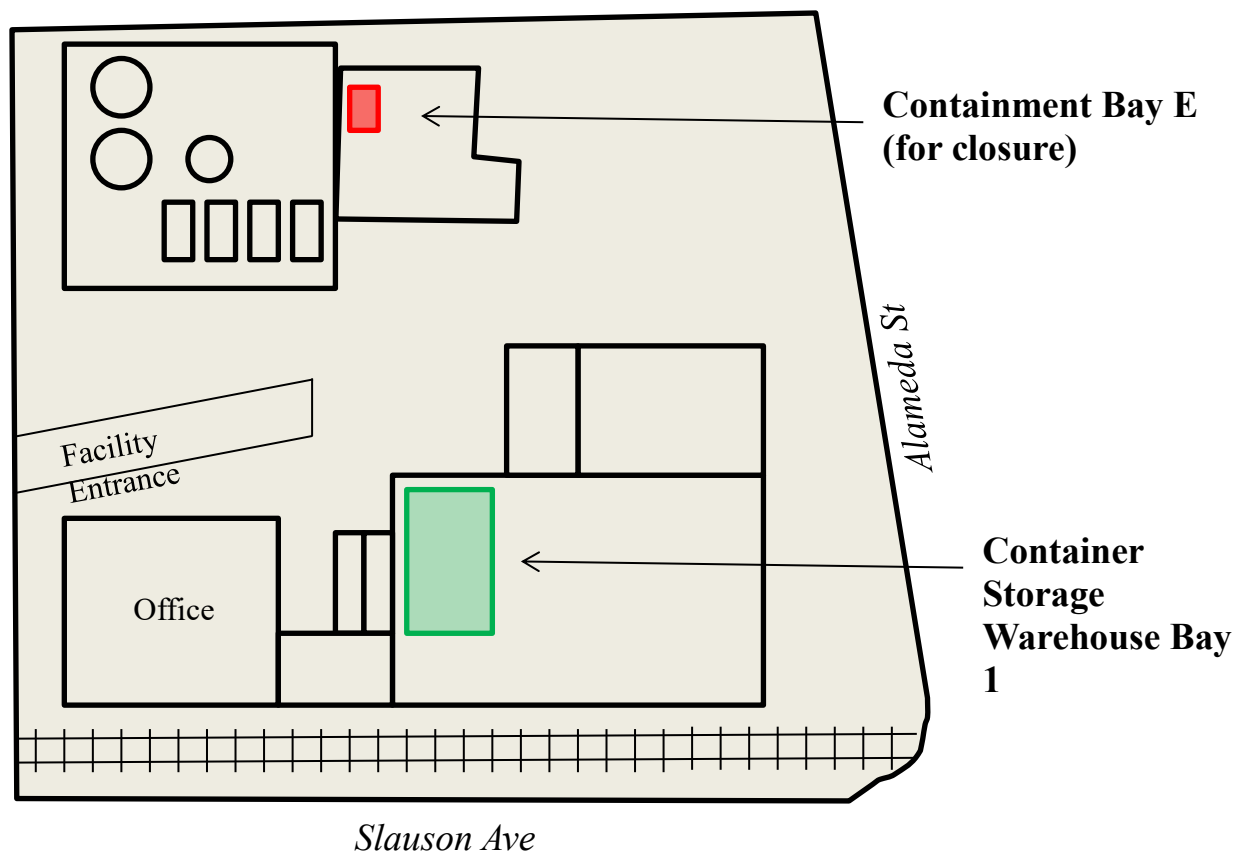 Containment Bay E
(for closure)
Alameda St
Facility
Entrance
Container
Storage
Warehouse Bay
1
Office
Slauson Ave